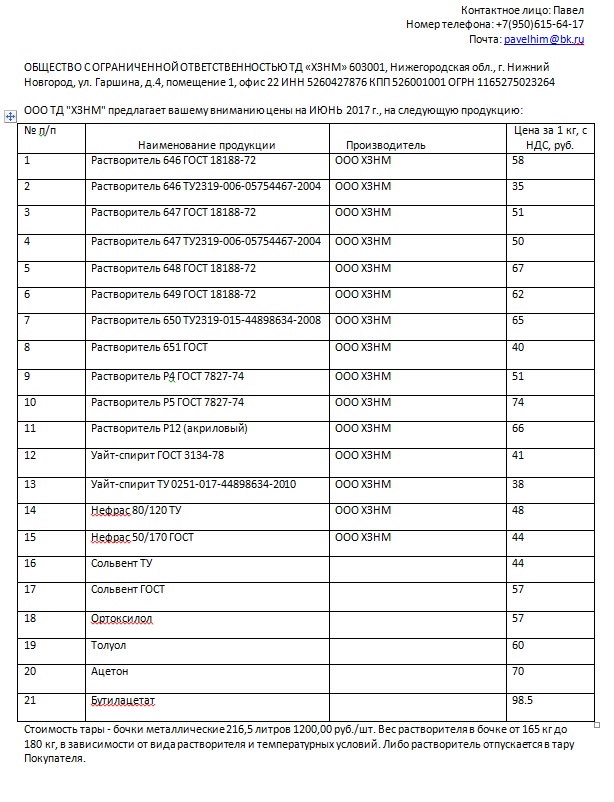 Контактное лицо: Павел
Номер телефона: +7(950)615-64-17
Почта: pavelhim@bk.ru
ОБЩЕСТВО С ОГРАНИЧЕННОЙ ОТВЕТСТВЕННОСТЬЮ ТД «ХЗНМ» 603001, Нижегородская обл., г. Нижний
Новгород, ул. Гаршина, д.4, помещение 1, офис 22 ИНН 5260427876 КПП 526001001 ОГРН 1165275023264
ООО ТД "ХЗНМ" предлагает вашему вниманию цены на ИЮНЬ 2017 г., на следующую продукцию:
№ п/п Наименование продукции Производитель Цена за 1 кг, с
НДС, руб.
1 Растворитель 646 ГОСТ 18188-72 ООО ХЗНМ 58
2 Растворитель 646 ТУ2319-006-05754467-2004 ООО ХЗНМ 35
3 Растворитель 647 ГОСТ 18188-72 ООО ХЗНМ 51
4 Растворитель 647 ТУ2319-006-05754467-2004 ООО ХЗНМ 50
5 Растворитель 648 ГОСТ 18188-72 ООО ХЗНМ 67
6 Растворитель 649 ГОСТ 18188-72 ООО ХЗНМ 62
7 Растворитель 650 ТУ2319-015-44898634-2008 ООО ХЗНМ 65
8 Растворитель 651 ГОСТ ООО ХЗНМ 40
9 Растворитель Р4 ГОСТ 7827-74 ООО ХЗНМ 51
10 Растворитель Р5 ГОСТ 7827-74 ООО ХЗНМ 74
11 Растворитель Р12 (акриловый) ООО ХЗНМ 66
12 Уайт-спирит ГОСТ 3134-78 ООО ХЗНМ 41
13 Уайт-спирит ТУ 0251-017-44898634-2010 ООО ХЗНМ 38
14 Нефрас 80/120 ТУ ООО ХЗНМ 48
15 Нефрас 50/170 ГОСТ ООО ХЗНМ 44
16 Сольвент ТУ 44
17 Сольвент ГОСТ 57
18 Ортоксилол 57
19 Толуол 60
20 Ацетон 70
21 Бутилацетат 98.5
Стоимость тары - бочки металлические 216,5 литров 1200,00 руб./шт. Вес растворителя в бочке от 165 кг до
180 кг, в зависимости от вида растворителя и температурных условий. Либо растворитель отпускается в тару
Покупателя.